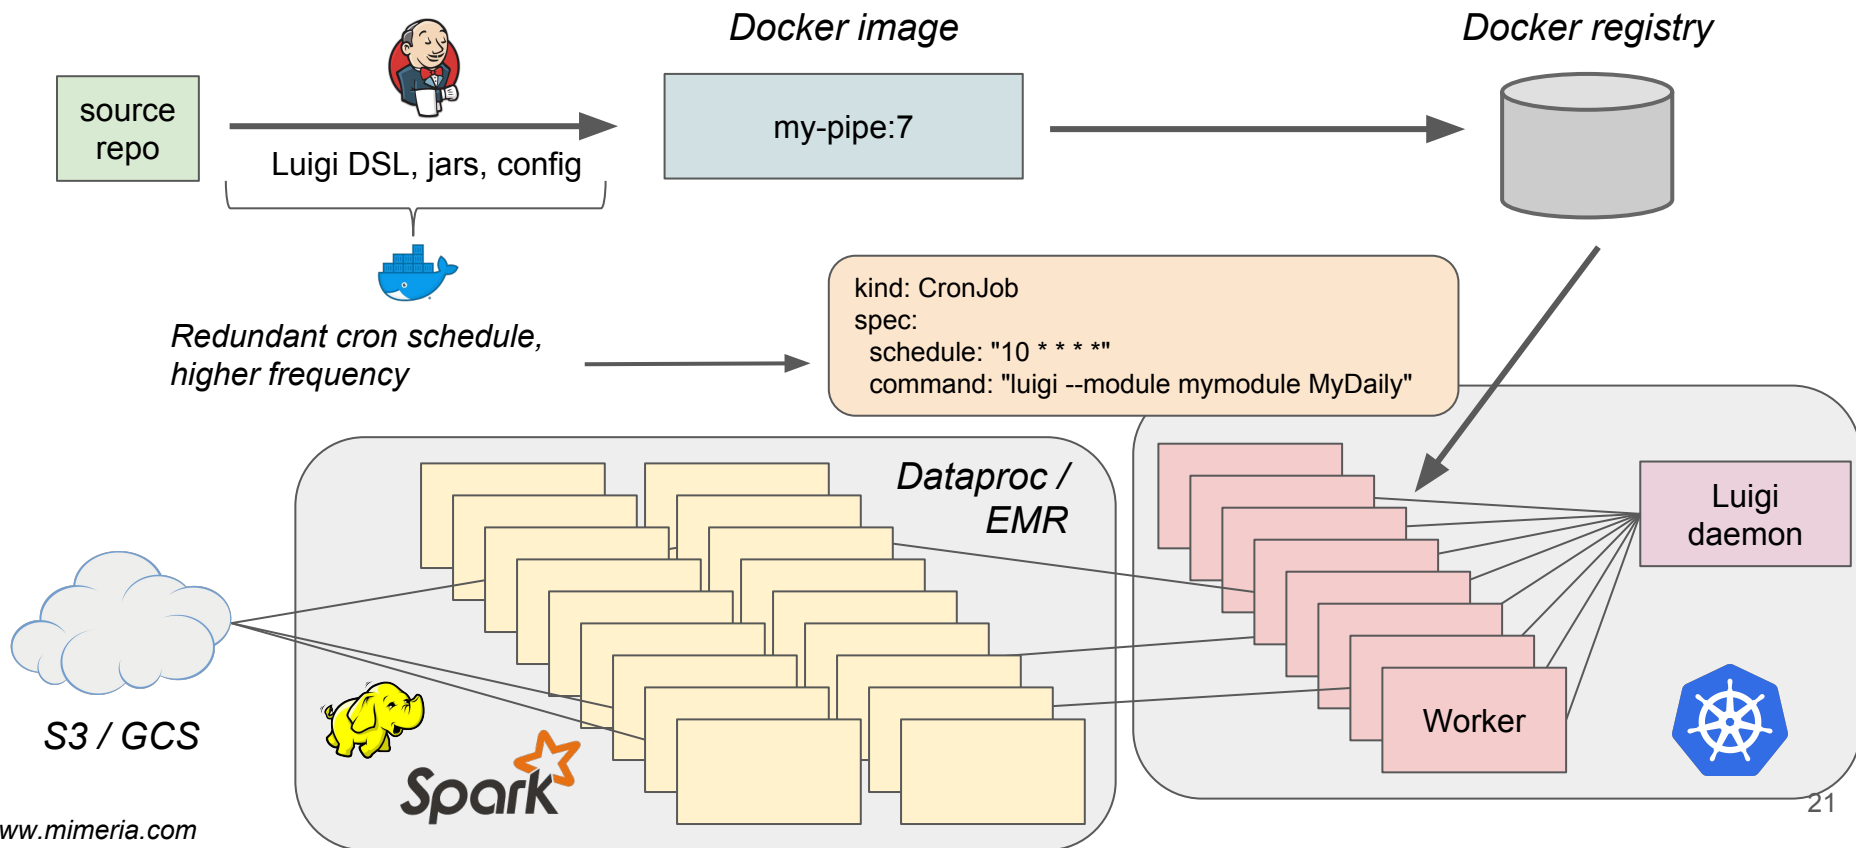 Docker image
Docker registry
source
repo
my-pipe:7
Luigi DSL, jars, config
Redundant cron schedule,
higher frequency
kind: CronJob
spec:
schedule: "10 * * * *"
command: "luigi --module mymodule MyDaily"
Dataproc /
EMR
Luigi
daemon
Worker
S3 / GCS
Spark
21
ww.mimeria.com